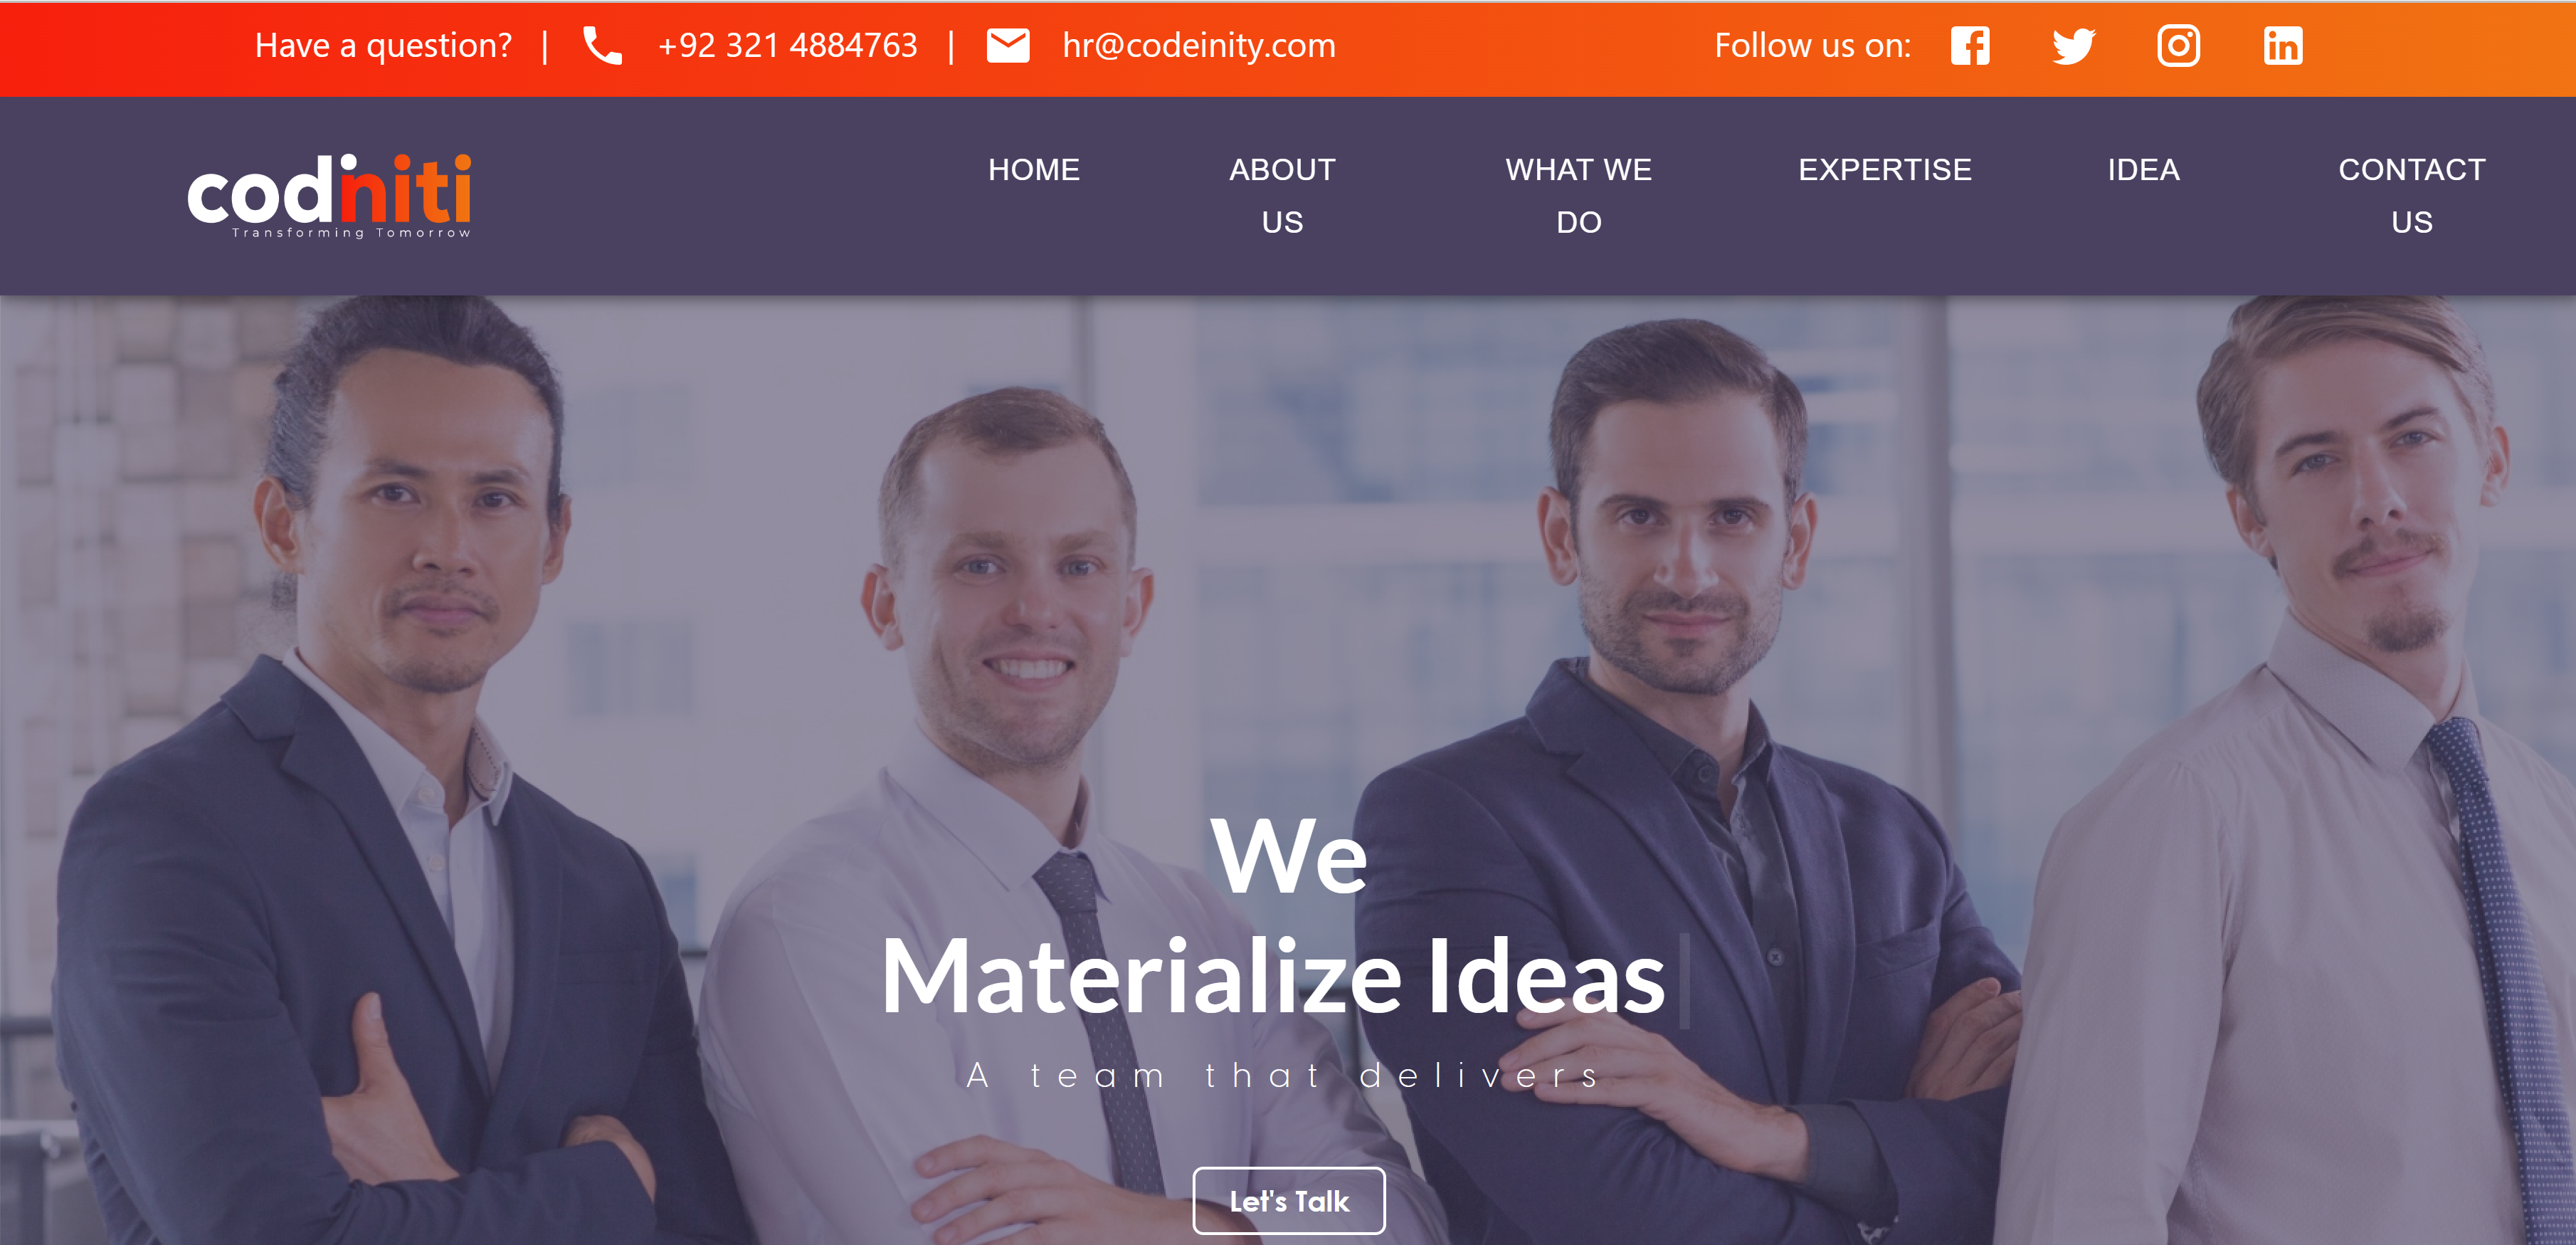 Have a question? | +92 321 4884763 | hr@codeinity.com Follow us on:
codniti
Transforming Tomorrow
HOME ABOUT US WHAT WE DO EXPERTISE IDEA CONTACT US
We
Materialize Ideas
A team that delivers
Let's Talk